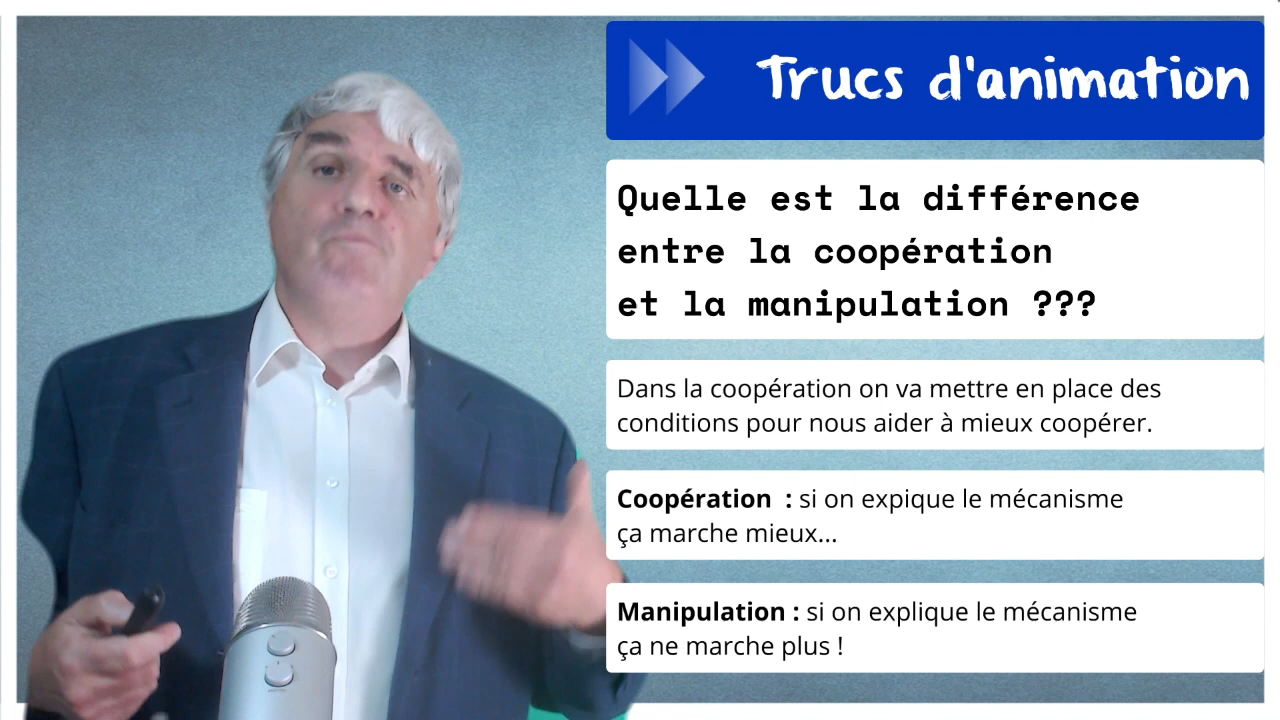 Trucs d'animation
Quelle est la différence
entre la coopération
et la manipulation ???
Dans la coopération on va mettre en place des
conditions pour nous aider à mieux coopérer.
Coopération : si on expique le mécanisme
ça marche mieux...
Manipulation : si on explique le mécanisme
ça ne marche plus !